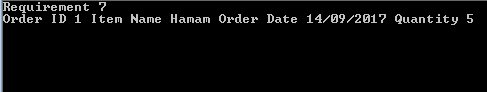 Requirement 7
Order ID 1 Item Name Hamam Order Date 14/09/2017 Quantity 5